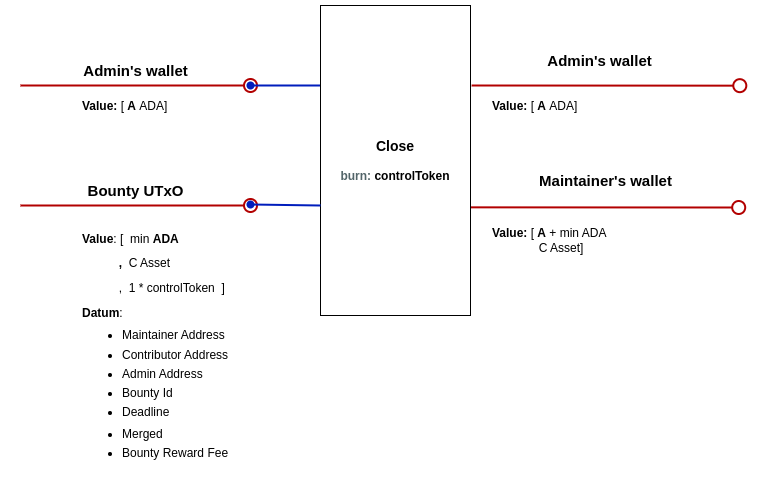 Admin's wallet
Value: [ A ADA]
Bounty UTxO
Value: [ min ADA
, C Asset
, 1 * controlToken ]
Datum:
• Maintainer Address
• Contributor Address
• Admin Address
• Bounty Id
• Deadline
• Merged
• Bounty Reward Fee
Close
burn: controlToken
Admin's wallet
Value: [ A ADA]
Maintainer's wallet
Value: [ A + min ADA
C Asset]